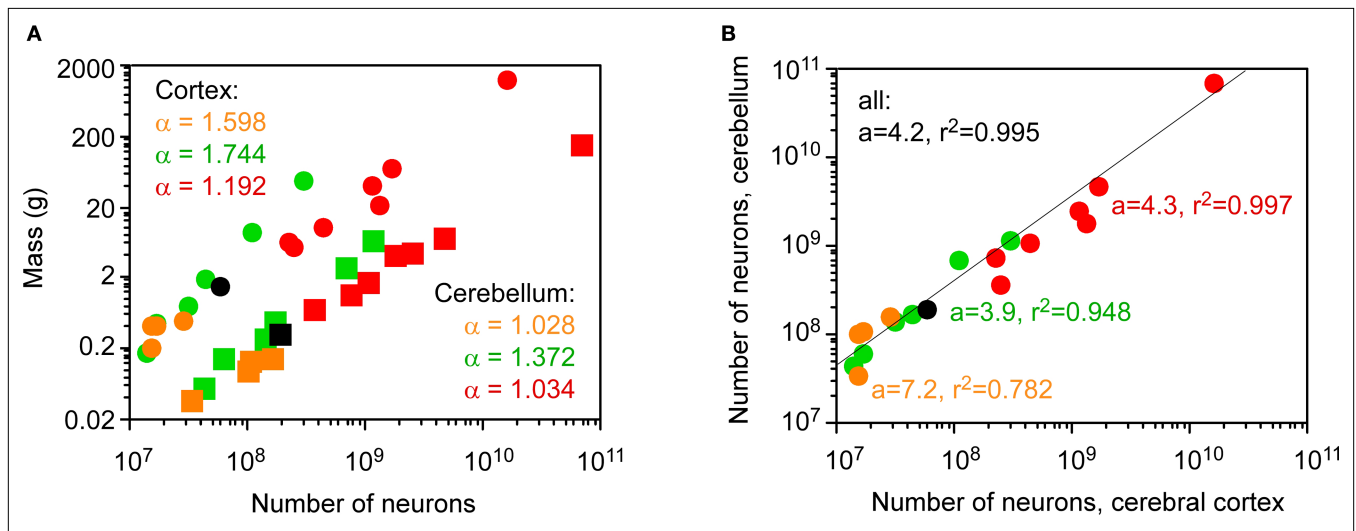 A
2000
200
20
2
0.2
0.02
Mass (g)
Cortex:
α = 1.598
α = 1.744
α = 1.192
Cerebellum:
α = 1.028
α = 1.372
α = 1.034
10⁷ 10⁸ 10⁹ 10¹⁰ 10¹¹
Number of neurons
B
10¹¹
10¹⁰
10⁹
10⁸
10⁷
Number of neurons, cerebellum
all:
a=4.2, r²=0.995
a=4.3, r²=0.997
a=3.9, r²=0.948
a=7.2, r²=0.782
10⁷ 10⁸ 10⁹ 10¹⁰ 10¹¹
Number of neurons, cerebral cortex